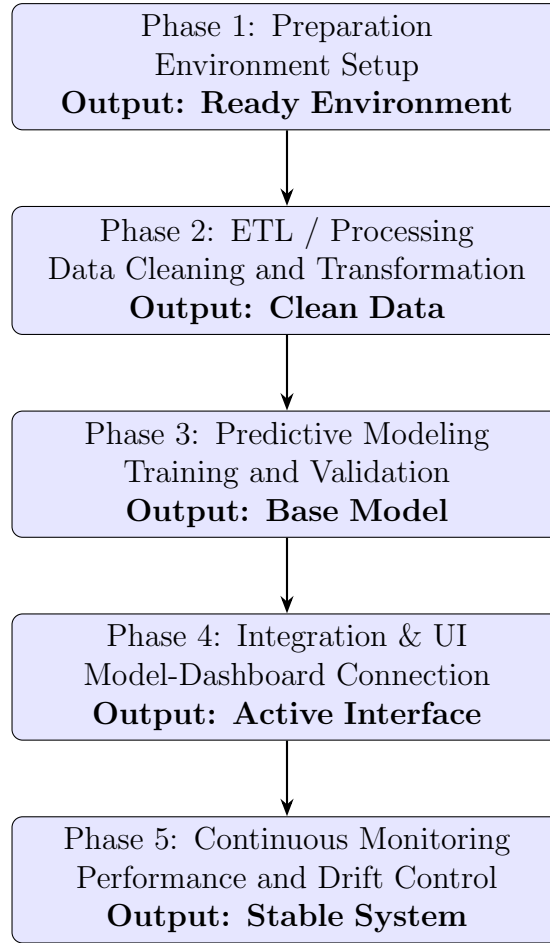 Phase 1: Preparation
Environment Setup
Output: Ready Environment
Phase 2: ETL / Processing
Data Cleaning and Transformation
Output: Clean Data
Phase 3: Predictive Modeling
Training and Validation
Output: Base Model
Phase 4: Integration & UI
Model-Dashboard Connection
Output: Active Interface
Phase 5: Continuous Monitoring
Performance and Drift Control
Output: Stable System